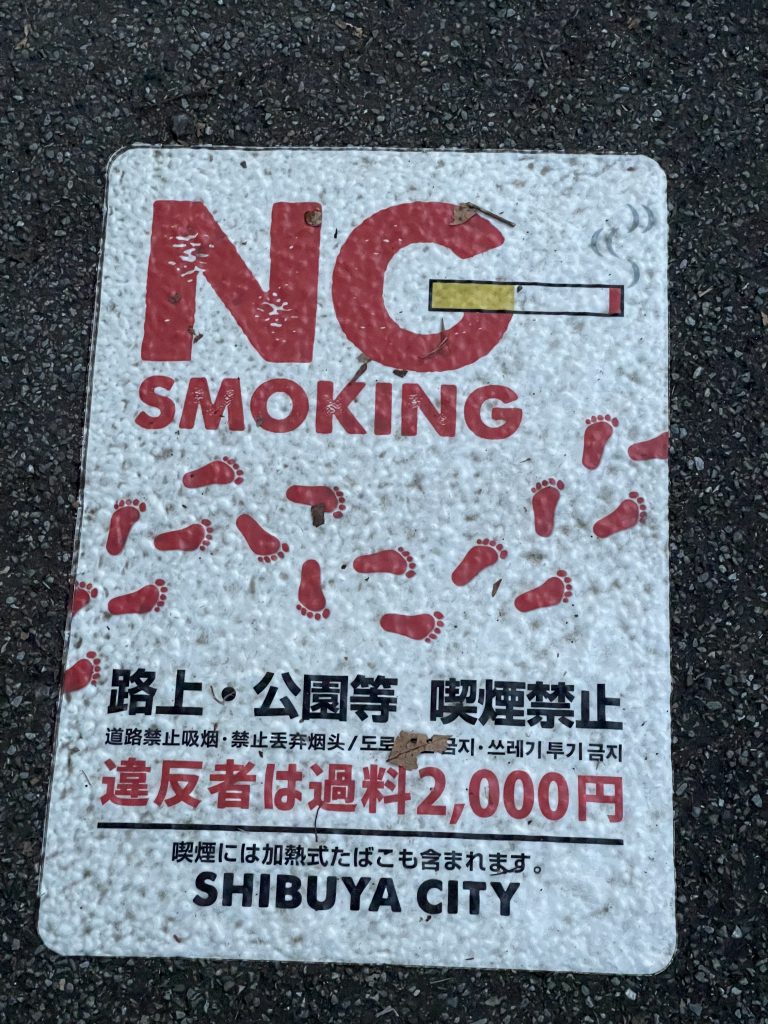 NG
SMOKING
路上・公園等 喫煙禁止
道路禁止吸烟・禁止丢弃烟头/도로 금지・쓰레기 투기 금지
違反者は過料2,000円
喫煙には加熱式たばこも含まれます。
SHIBUYA CITY